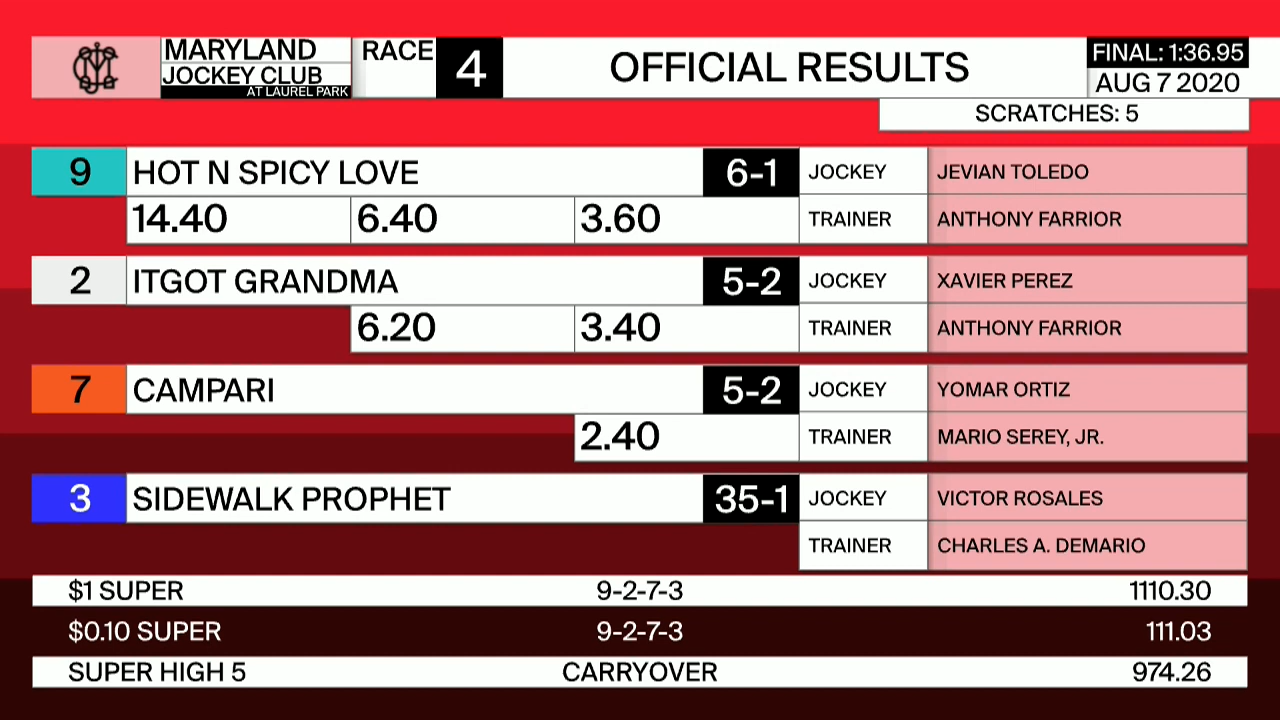 MARYLAND
JOCKEY CLUB
AT LAUREL PARK
RACE 4
OFFICIAL RESULTS
FINAL: 1:36.95
AUG 7 2020
SCRATCHES: 5
9 HOT N SPICY LOVE 6-1 JOCKEY JEVIAN TOLEDO
14.40 6.40 3.60 TRAINER ANTHONY FARRIOR
2 ITGOT GRANDMA 5-2 JOCKEY XAVIER PEREZ
6.20 3.40 TRAINER ANTHONY FARRIOR
7 CAMPARI 5-2 JOCKEY YOMAR ORTIZ
2.40 TRAINER MARIO SEREY, JR.
3 SIDEWALK PROPHET 35-1 JOCKEY VICTOR ROSALES
TRAINER CHARLES A. DEMARIO
$1 SUPER 9-2-7-3 1110.30
$0.10 SUPER 9-2-7-3 111.03
SUPER HIGH 5 CARRYOVER 974.26